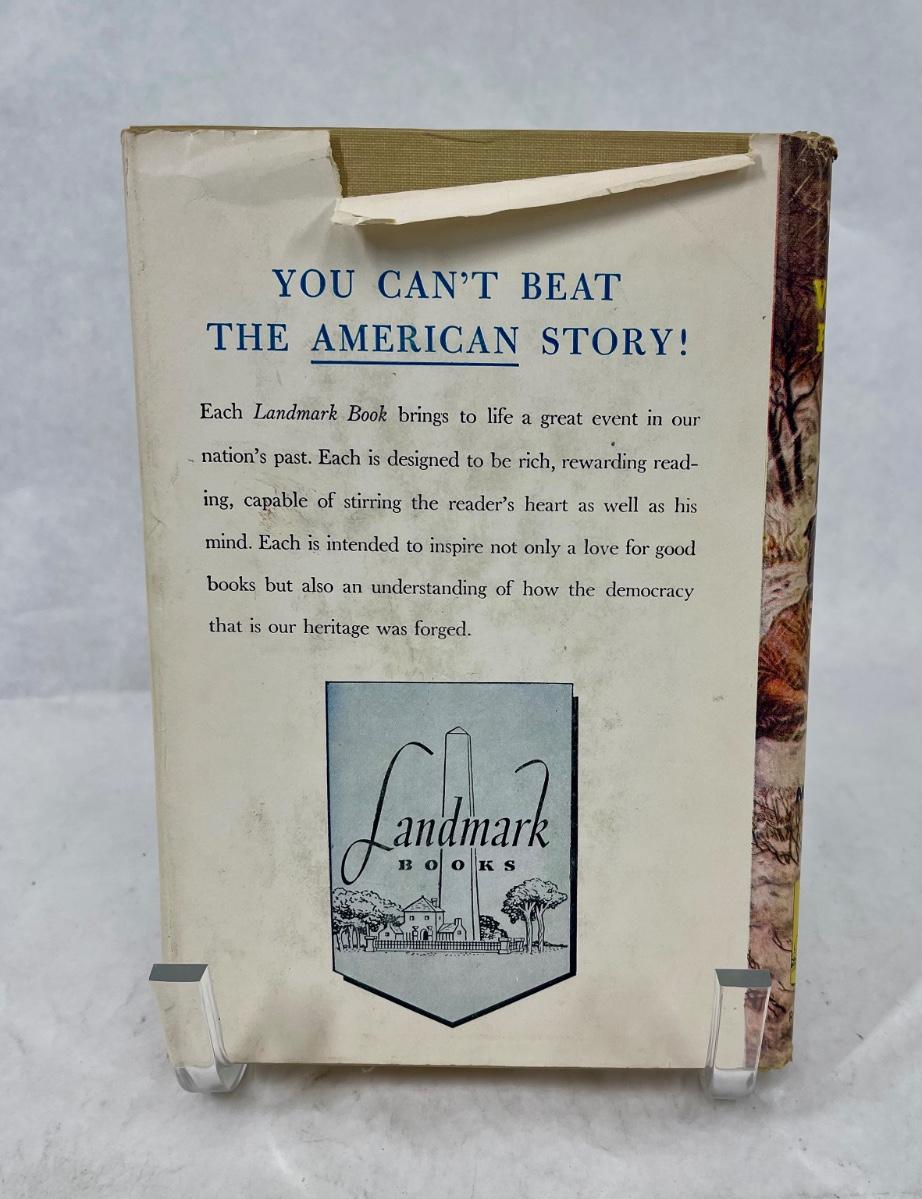 YOU CAN'T BEAT
THE AMERICAN STORY!
Each Landmark Book brings to life a great event in our
nation's past. Each is designed to be rich, rewarding read-
ing, capable of stirring the reader's heart as well as his
mind. Each is intended to inspire not only a love for good
books but also an understanding of how the democracy
that is our heritage was forged.
Landmark
BOOKS